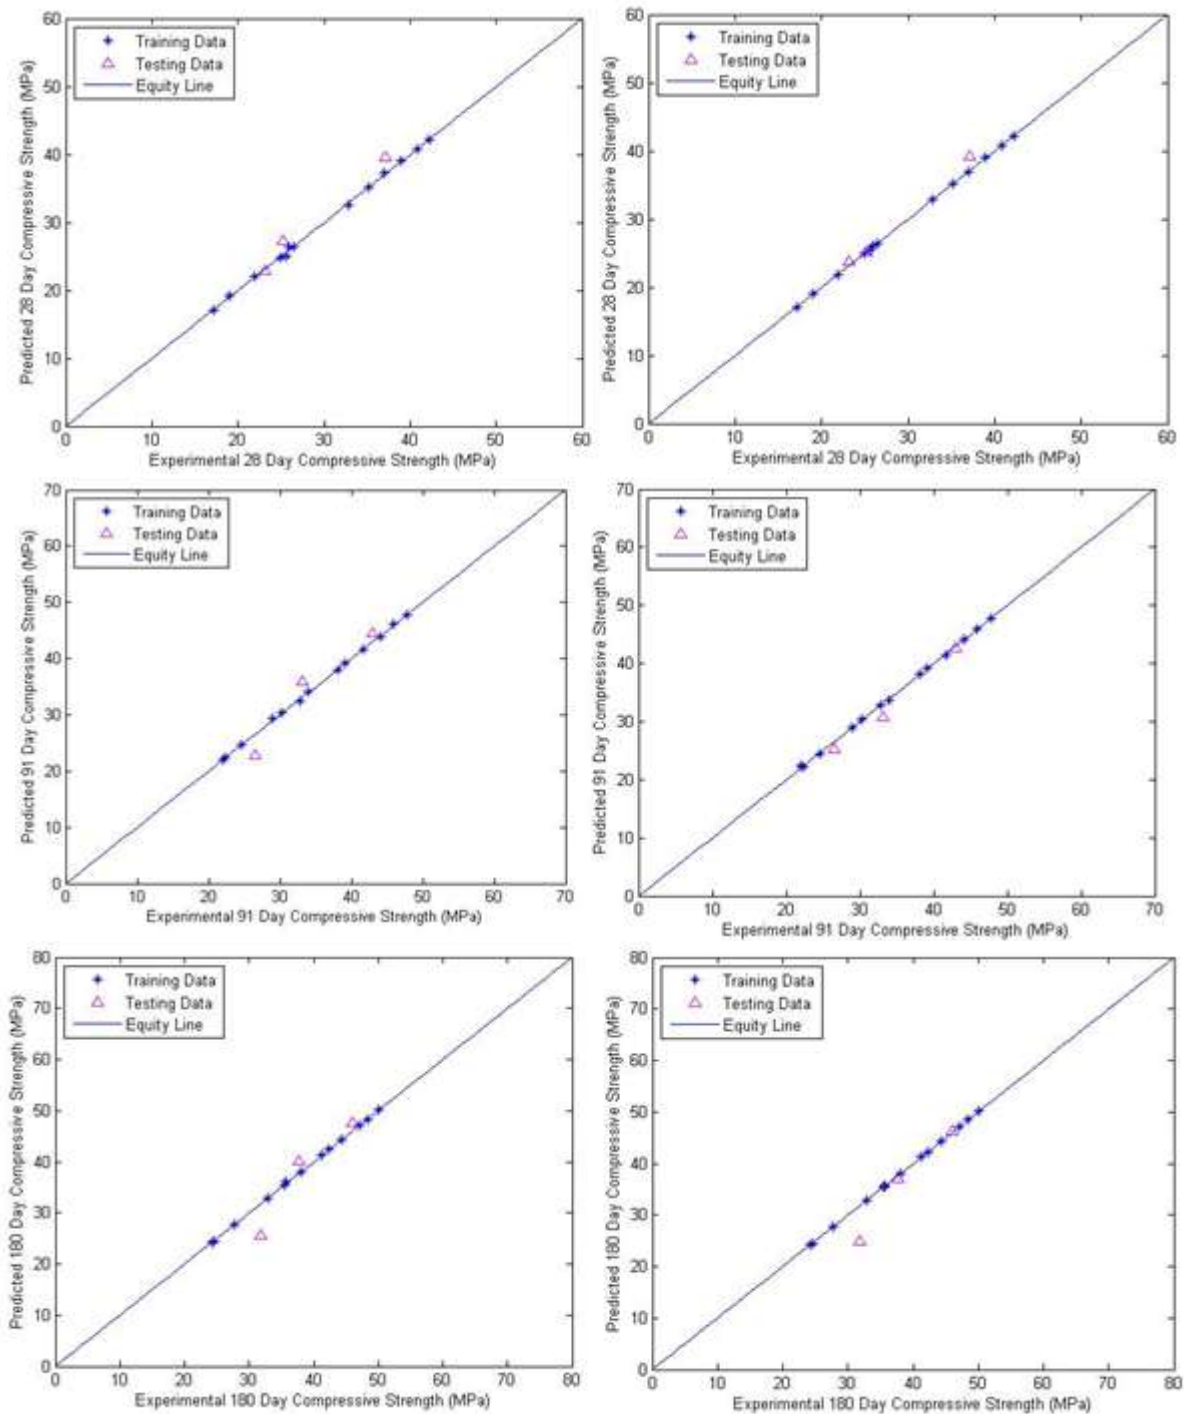 60
50
40
30
20
10
0
Predicted 28 Day Compressive Strength (MPa)
Training Data
Testing Data
Equity Line
0 10 20 30 40 50 60
Experimental 28 Day Compressive Strength (MPa)
60
50
40
30
20
10
0
Predicted 28 Day Compressive Strength (MPa)
Training Data
Testing Data
Equity Line
0 10 20 30 40 50 60
Experimental 28 Day Compressive Strength (MPa)
70
60
50
40
30
20
10
0
Predicted 91 Day Compressive Strength (MPa)
Training Data
Testing Data
Equity Line
0 10 20 30 40 50 60 70
Experimental 91 Day Compressive Strength (MPa)
70
60
50
40
30
20
10
0
Predicted 91 Day Compressive Strength (MPa)
Training Data
Testing Data
Equity Line
0 10 20 30 40 50 60 70
Experimental 91 Day Compressive Strength (MPa)
80
70
60
50
40
30
20
10
0
Predicted 180 Day Compressive Strength (MPa)
Training Data
Testing Data
Equity Line
0 10 20 30 40 50 60 70 80
Experimental 180 Day Compressive Strength (MPa)
80
70
60
50
40
30
20
10
0
Predicted 180 Day Compressive Strength (MPa)
Training Data
Testing Data
Equity Line
0 10 20 30 40 50 60 70 80
Experimental 180 Day Compressive Strength (MPa)